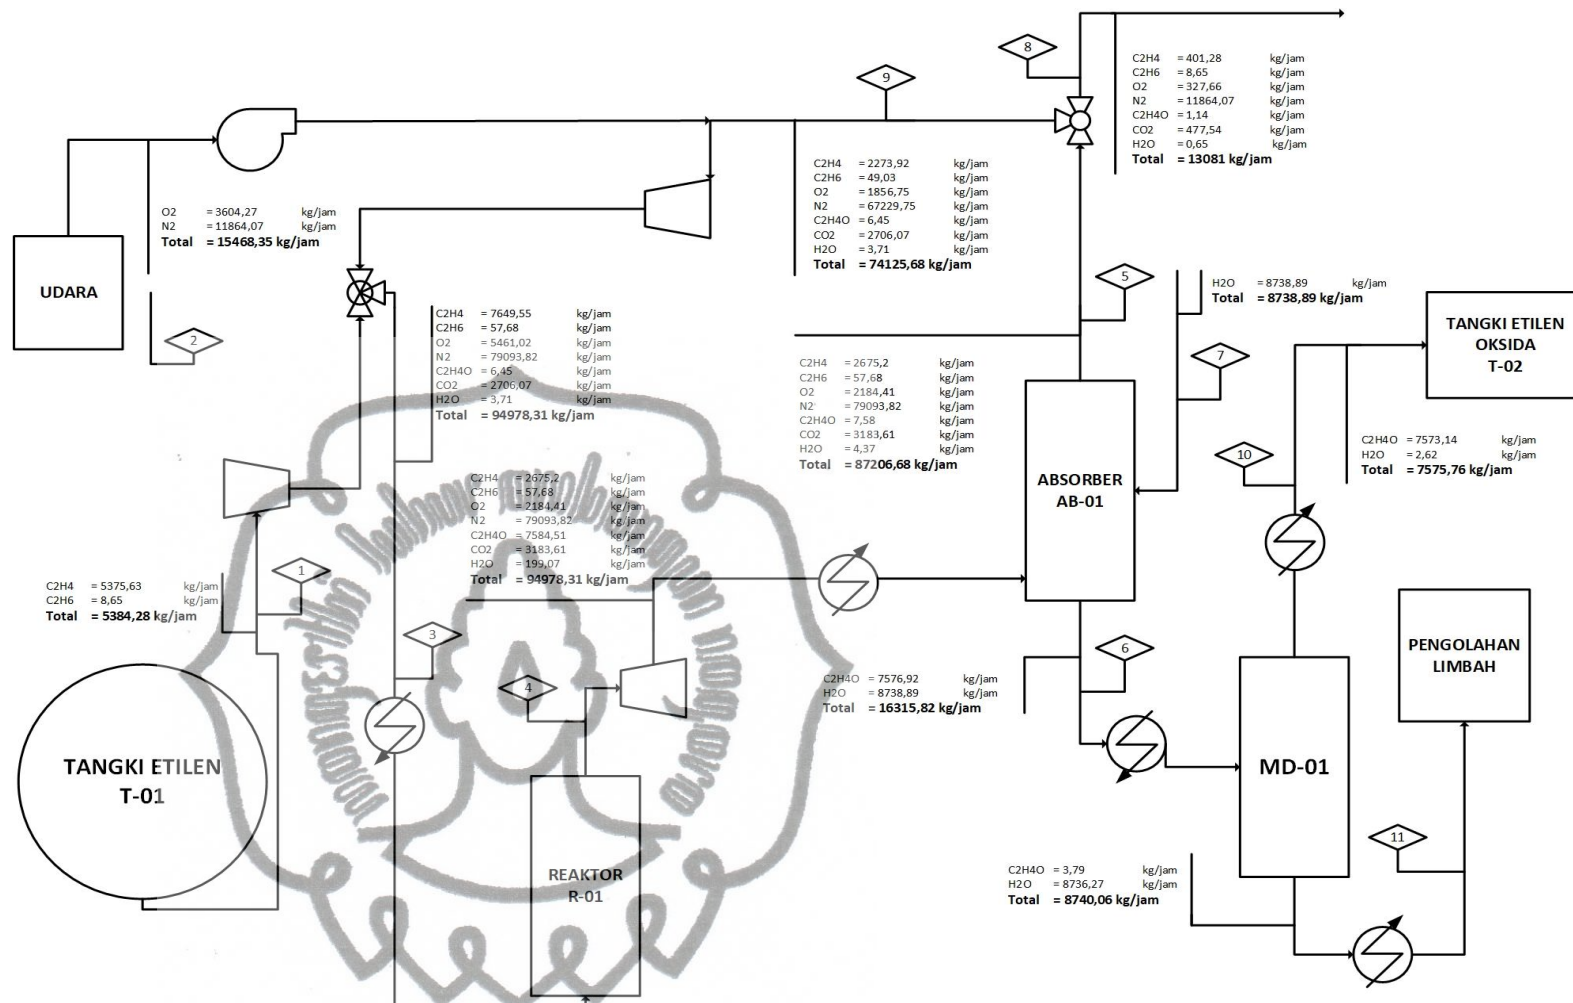 8
C2H4 = 401,28 kg/jam
C2H6 = 8,65 kg/jam
O2 = 327,66 kg/jam
N2 = 11864,07 kg/jam
C2H4O = 1,14 kg/jam
CO2 = 477,54 kg/jam
H2O = 0,65 kg/jam
Total = 13081 kg/jam
9
C2H4 = 2273,92 kg/jam
C2H6 = 49,03 kg/jam
O2 = 1856,75 kg/jam
N2 = 67229,75 kg/jam
C2H4O = 6,45 kg/jam
CO2 = 2706,07 kg/jam
H2O = 3,71 kg/jam
Total = 74125,68 kg/jam
O2 = 3604,27 kg/jam
N2 = 11864,07 kg/jam
Total = 15468,35 kg/jam
UDARA
2
C2H4 = 7649,55 kg/jam
C2H6 = 57,68 kg/jam
O2 = 5461,02 kg/jam
N2 = 79093,82 kg/jam
C2H4O = 6,45 kg/jam
CO2 = 2706,07 kg/jam
H2O = 3,71 kg/jam
Total = 94978,31 kg/jam
5
H2O = 8738,89 kg/jam
Total = 8738,89 kg/jam
7
TANGKI ETILEN
OKSIDA
T-02
C2H4 = 2675,2 kg/jam
C2H6 = 57,68 kg/jam
O2 = 2184,41 kg/jam
N2 = 79093,82 kg/jam
C2H4O = 7,58 kg/jam
CO2 = 3183,61 kg/jam
H2O = 4,37 kg/jam
Total = 87206,68 kg/jam
ABSORBER
AB-01
10
C2H4O = 7573,14 kg/jam
H2O = 2,62 kg/jam
Total = 7575,76 kg/jam
C2H4 = 2675,2 kg/jam
C2H6 = 57,68 kg/jam
O2 = 2184,41 kg/jam
N2 = 79093,82 kg/jam
C2H4O = 7584,51 kg/jam
CO2 = 3183,61 kg/jam
H2O = 199,07 kg/jam
Total = 94978,31 kg/jam
1
C2H4 = 5375,63 kg/jam
C2H6 = 8,65 kg/jam
Total = 5384,28 kg/jam
3
4
6
C2H4O = 7576,92 kg/jam
H2O = 8738,89 kg/jam
Total = 16315,82 kg/jam
PENGOLAHAN
LIMBAH
TANGKI ETILEN
T-01
MD-01
REAKTOR
R-01
11
C2H4O = 3,79 kg/jam
H2O = 8736,27 kg/jam
Total = 8740,06 kg/jam